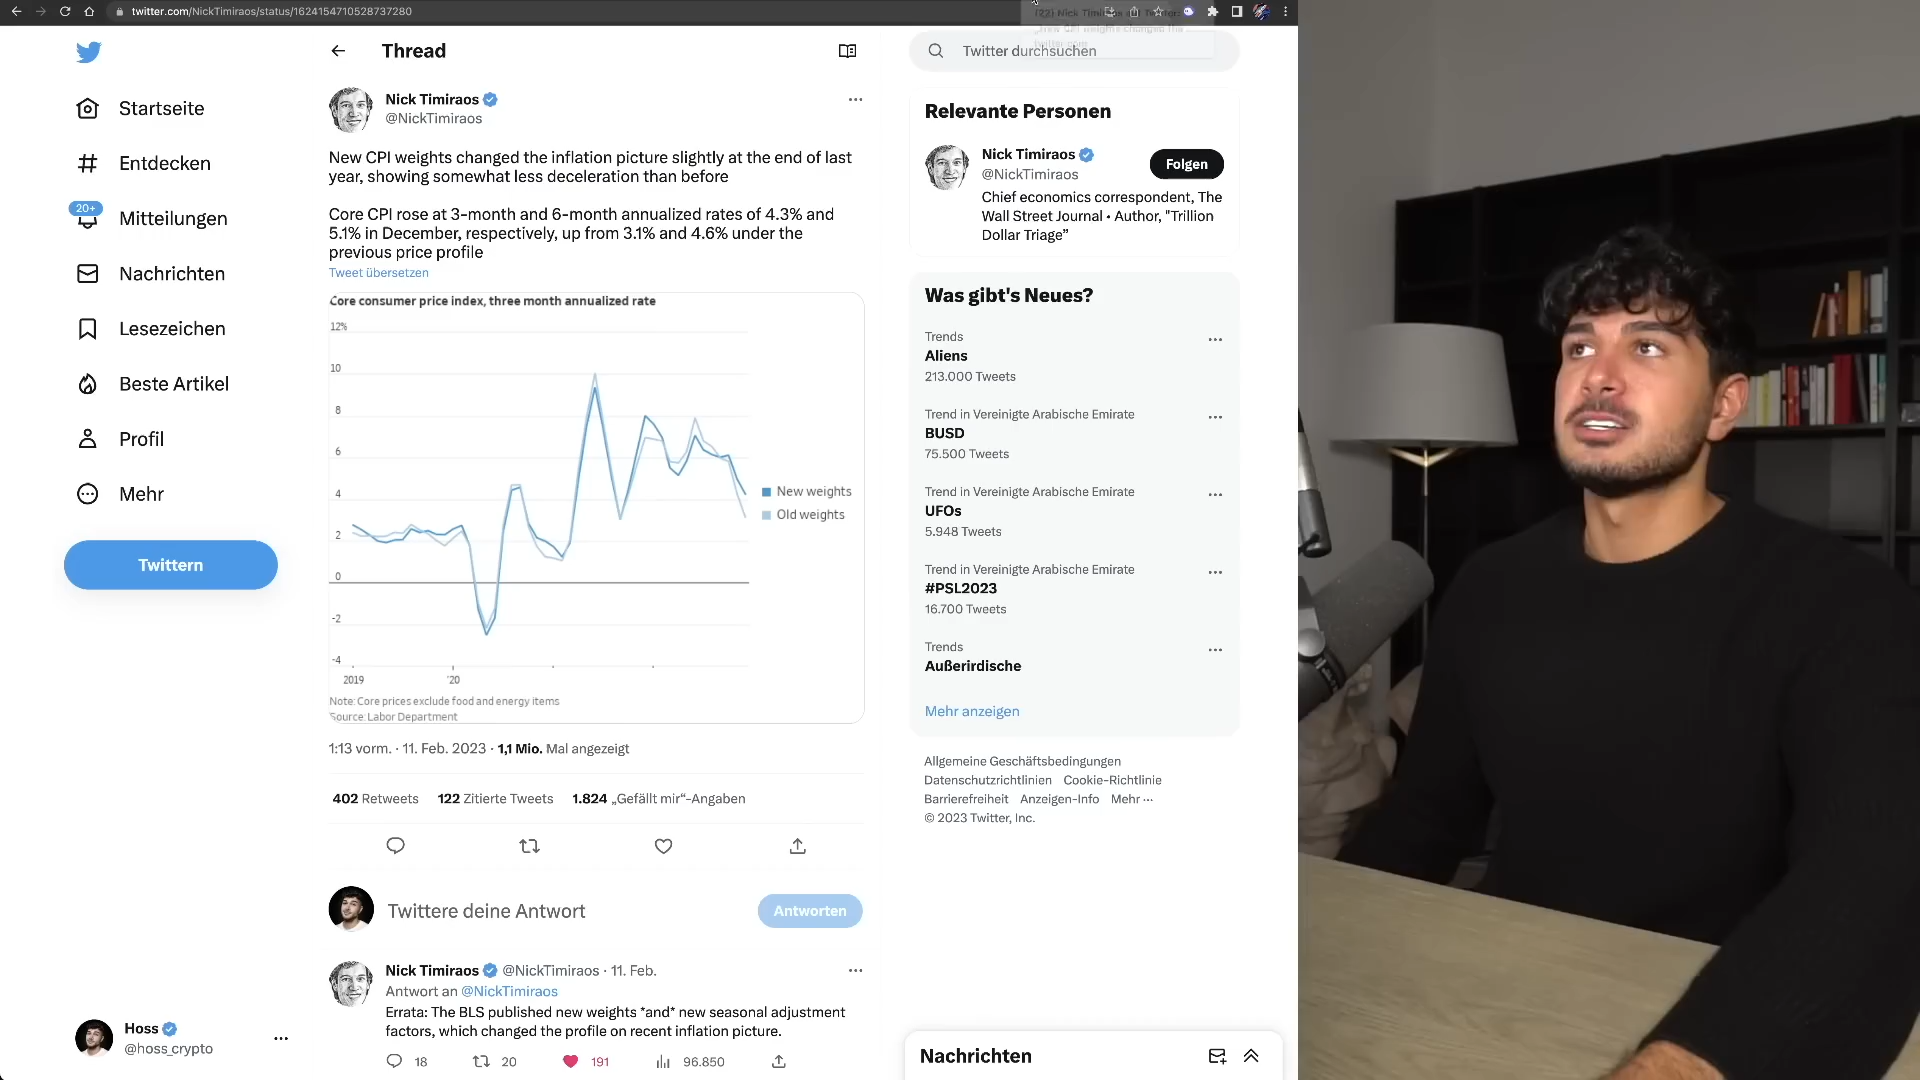 twitter.com/NickTimiraos/status/1624154710528737280
Startseite
Entdecken
20+
Mitteilungen
Nachrichten
Lesezeichen
Beste Artikel
Profil
Mehr
Twittern
Hoss
@hoss_crypto
Thread
Nick Timiraos
@NickTimiraos
New CPI weights changed the inflation picture slightly at the end of last
year, showing somewhat less deceleration than before
Core CPI rose at 3-month and 6-month annualized rates of 4.3% and
5.1% in December, respectively, up from 3.1% and 4.6% under the
previous price profile
Tweet übersetzen
Core consumer price index, three month annualized rate
12%
10
8
6
4
2
0
-2
-4
2019
'20
New weights
Old weights
Note: Core prices exclude food and energy items
Source: Labor Department
1:13 vorm. · 11. Feb. 2023 · 1,1 Mio. Mal angezeigt
402 Retweets 122 Zitierte Tweets 1.824 „Gefällt mir“-Angaben
Twittere deine Antwort
Antworten
Nick Timiraos @NickTimiraos · 11. Feb.
Antwort an @NickTimiraos
Errata: The BLS published new weights *and* new seasonal adjustment
factors, which changed the profile on recent inflation picture.
18 20 191 96.850
Twitter durchsuchen
Relevante Personen
Nick Timiraos
@NickTimiraos
Folgen
Chief economics correspondent, The
Wall Street Journal • Author, "Trillion
Dollar Triage”
Was gibt's Neues?
Trends
Aliens
213.000 Tweets
Trend in Vereinigte Arabische Emirate
BUSD
75.500 Tweets
Trend in Vereinigte Arabische Emirate
UFOs
5.948 Tweets
Trend in Vereinigte Arabische Emirate
#PSL2023
16.700 Tweets
Trends
Außerirdische
Mehr anzeigen
Allgemeine Geschäftsbedingungen
Datenschutzrichtlinien Cookie-Richtlinie
Barrierefreiheit Anzeigen-Info Mehr ···
© 2023 Twitter, Inc.
Nachrichten